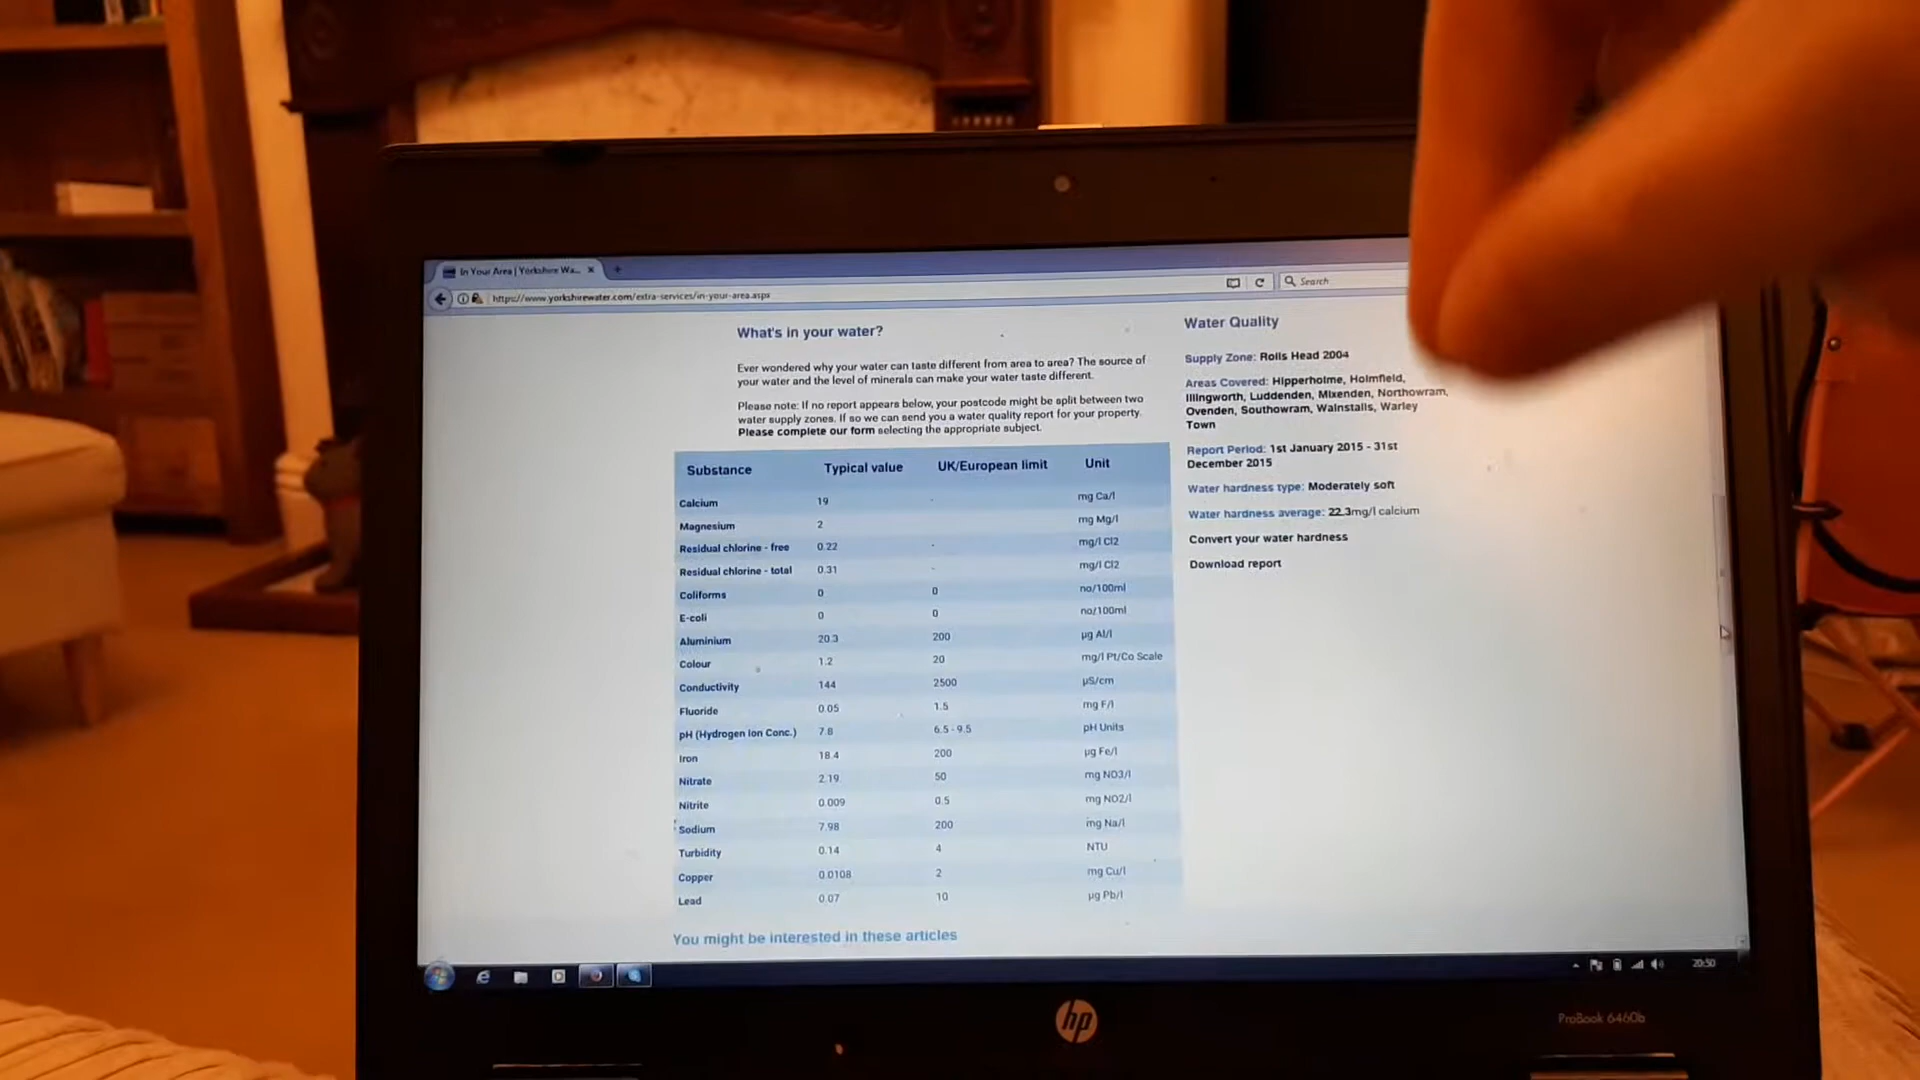 In Your Area | Yorkshire Wa...
https://www.yorkshirewater.com/extra-services/in-your-area.aspx
Search
What's in your water?
Ever wondered why your water can taste different from area to area? The source of
your water and the level of minerals can make your water taste different.
Please note: If no report appears below, your postcode might be split between two
water supply zones. If so we can send you a water quality report for your property.
Please complete our form selecting the appropriate subject.
Substance Typical value UK/European limit Unit
Calcium 19 - mg Ca/l
Magnesium 2 mg Mg/l
Residual chlorine - free 0.22 - mg/l Cl2
Residual chlorine - total 0.31 - mg/l Cl2
Coliforms 0 0 no/100ml
E-coli 0 0 no/100ml
Aluminium 20.3 200 µg Al/l
Colour 1.2 20 mg/l Pt/Co Scale
Conductivity 144 2500 µS/cm
Fluoride 0.05 1.5 mg F/l
pH (Hydrogen Ion Conc.) 7.8 6.5 - 9.5 pH Units
Iron 18.4 200 µg Fe/l
Nitrate 2.19 50 mg NO3/l
Nitrite 0.009 0.5 mg NO2/l
Sodium 7.98 200 mg Na/l
Turbidity 0.14 4 NTU
Copper 0.0108 2 mg Cu/l
Lead 0.07 10 µg Pb/l
You might be interested in these articles
Water Quality
Supply Zone: Rolls Head 2004
Areas Covered: Hipperholme, Holmfield,
Illingworth, Luddenden, Mixenden, Northowram,
Ovenden, Southowram, Wainstalls, Warley
Town
Report Period: 1st January 2015 - 31st
December 2015
Water hardness type: Moderately soft
Water hardness average: 22.3mg/l calcium
Convert your water hardness
Download report
20:50
hp
ProBook 6460b